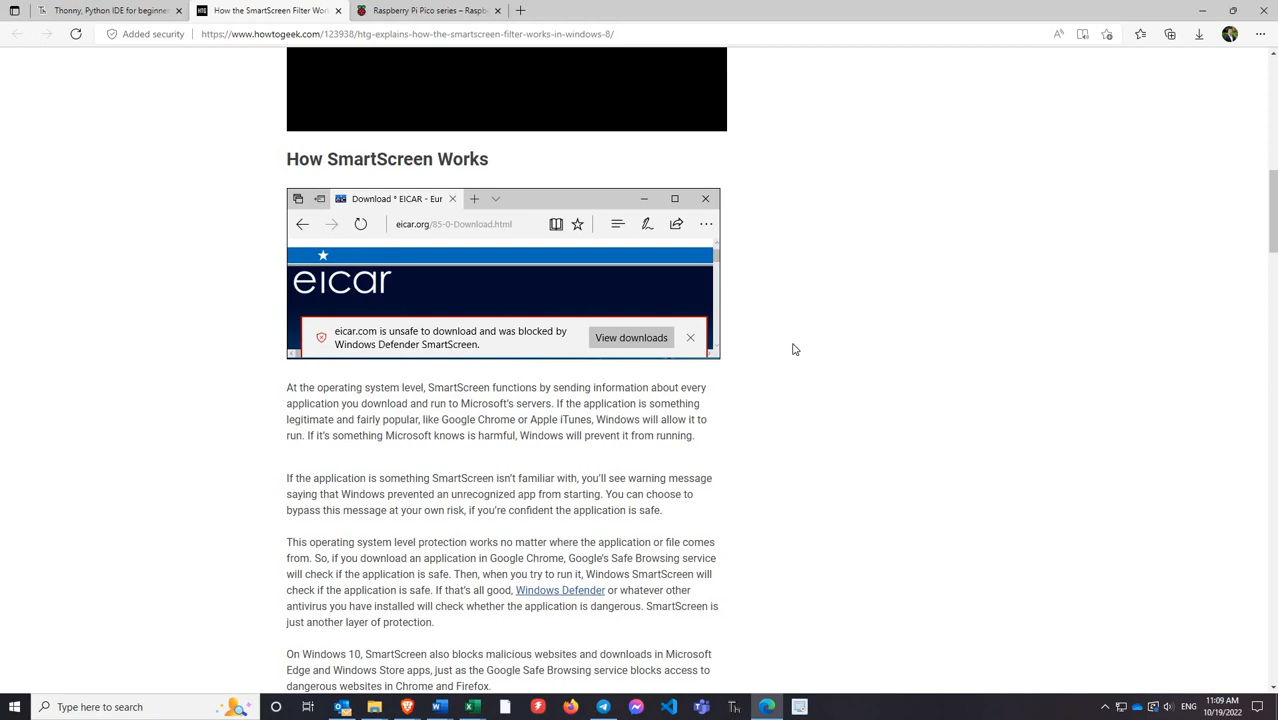 Thonny, Python IDE for beginner
How the SmartScreen Filter Work
Raspberry Pi Pico series – Raspb
Added security
https://www.howtogeek.com/123938/htg-explains-how-the-smartscreen-filter-works-in-windows-8/
How SmartScreen Works
Download ° EICAR - Eur
eicar.org/85-0-Download.html
eicar
eicar.com is unsafe to download and was blocked by
Windows Defender SmartScreen.
View downloads
At the operating system level, SmartScreen functions by sending information about every
application you download and run to Microsoft’s servers. If the application is something
legitimate and fairly popular, like Google Chrome or Apple iTunes, Windows will allow it to
run. If it’s something Microsoft knows is harmful, Windows will prevent it from running.
If the application is something SmartScreen isn’t familiar with, you’ll see warning message
saying that Windows prevented an unrecognized app from starting. You can choose to
bypass this message at your own risk, if you’re confident the application is safe.
This operating system level protection works no matter where the application or file comes
from. So, if you download an application in Google Chrome, Google’s Safe Browsing service
will check if the application is safe. Then, when you try to run it, Windows SmartScreen will
check if the application is safe. If that’s all good, Windows Defender or whatever other
antivirus you have installed will check whether the application is dangerous. SmartScreen is
just another layer of protection.
On Windows 10, SmartScreen also blocks malicious websites and downloads in Microsoft
Edge and Windows Store apps, just as the Google Safe Browsing service blocks access to
dangerous websites in Chrome and Firefox.
Type here to search
ENG
11:09 AM
10/19/2022